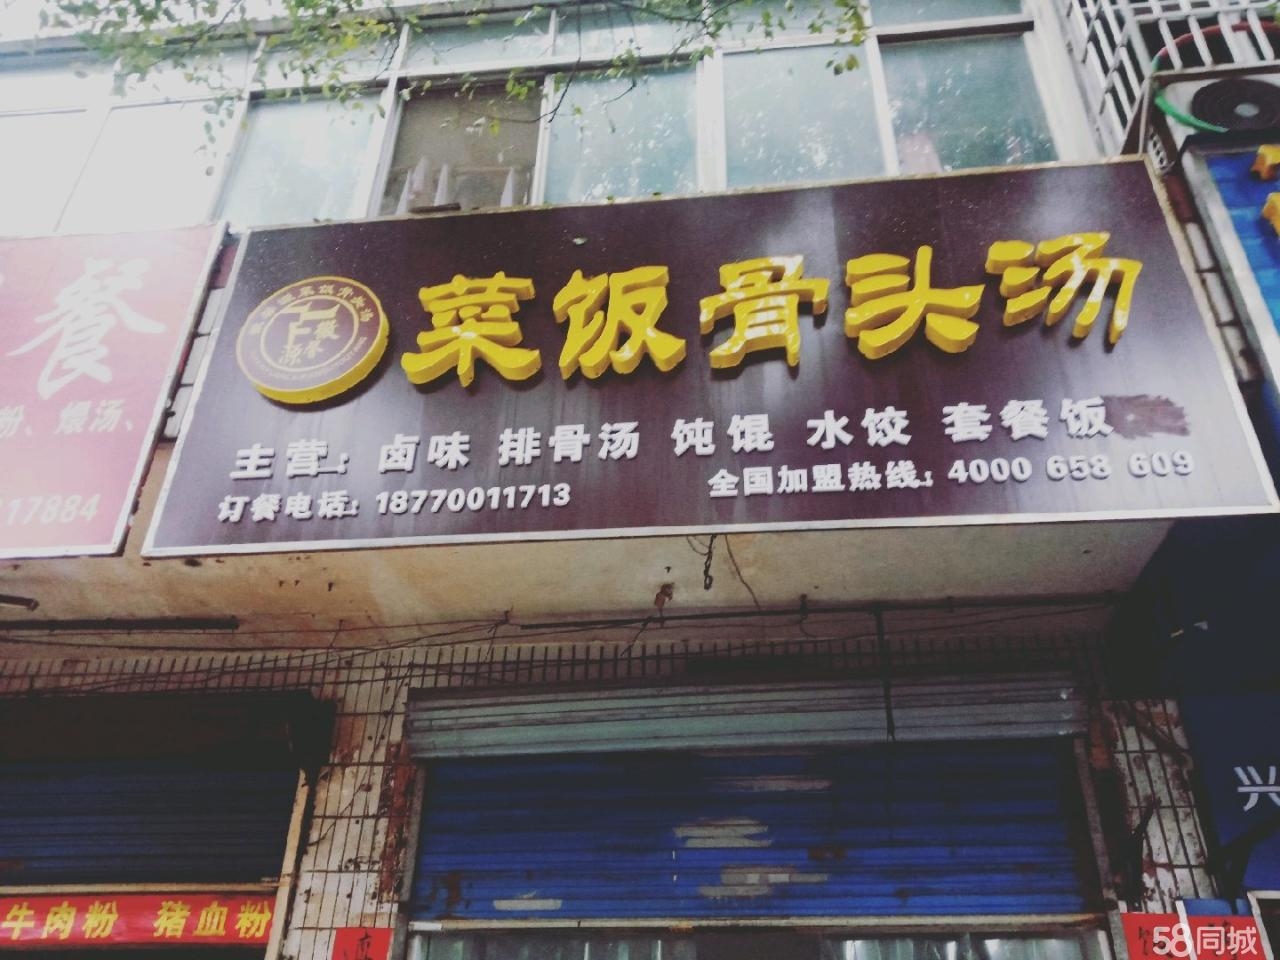 菜饭骨头汤
主营：卤味 排骨汤 饨馄 水饺 套餐饭
订餐电话：18770011713
全国加盟热线：4000 658 609
源
餐
粉、煨汤、
17884
牛肉粉 猪血粉
兴
58同城